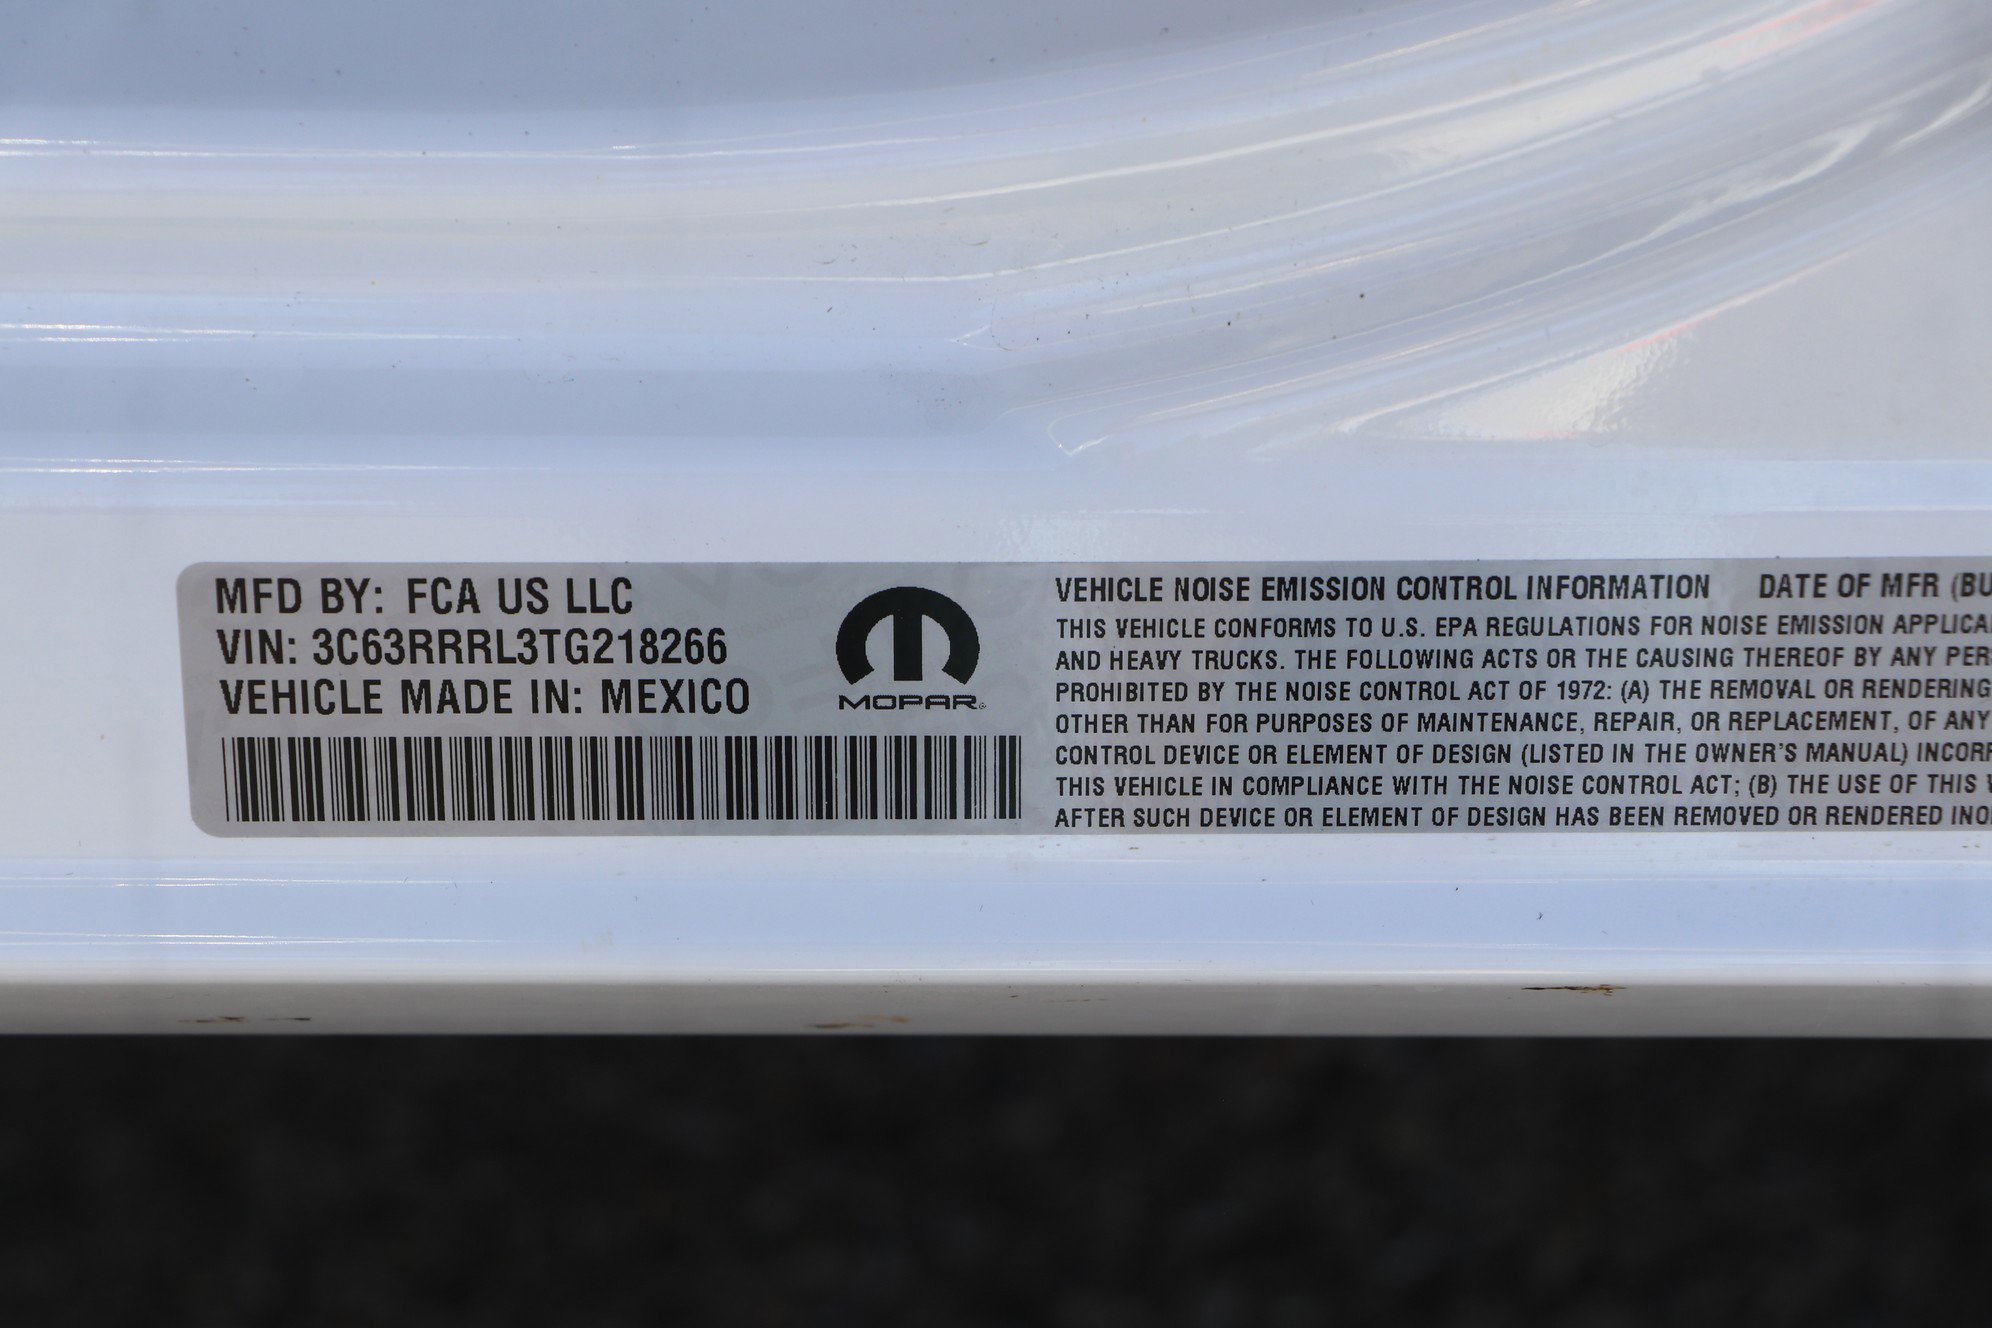 MFD BY: FCA US LLC
VIN: 3C63RRRL3TG218266
VEHICLE MADE IN: MEXICO
MOPAR
VEHICLE NOISE EMISSION CONTROL INFORMATION DATE OF MFR (BU
THIS VEHICLE CONFORMS TO U.S. EPA REGULATIONS FOR NOISE EMISSION APPLICA
AND HEAVY TRUCKS. THE FOLLOWING ACTS OR THE CAUSING THEREOF BY ANY PER
PROHIBITED BY THE NOISE CONTROL ACT OF 1972: (A) THE REMOVAL OR RENDERING
OTHER THAN FOR PURPOSES OF MAINTENANCE, REPAIR, OR REPLACEMENT, OF ANY
CONTROL DEVICE OR ELEMENT OF DESIGN (LISTED IN THE OWNER'S MANUAL) INCOR
THIS VEHICLE IN COMPLIANCE WITH THE NOISE CONTROL ACT; (B) THE USE OF THIS
AFTER SUCH DEVICE OR ELEMENT OF DESIGN HAS BEEN REMOVED OR RENDERED INO